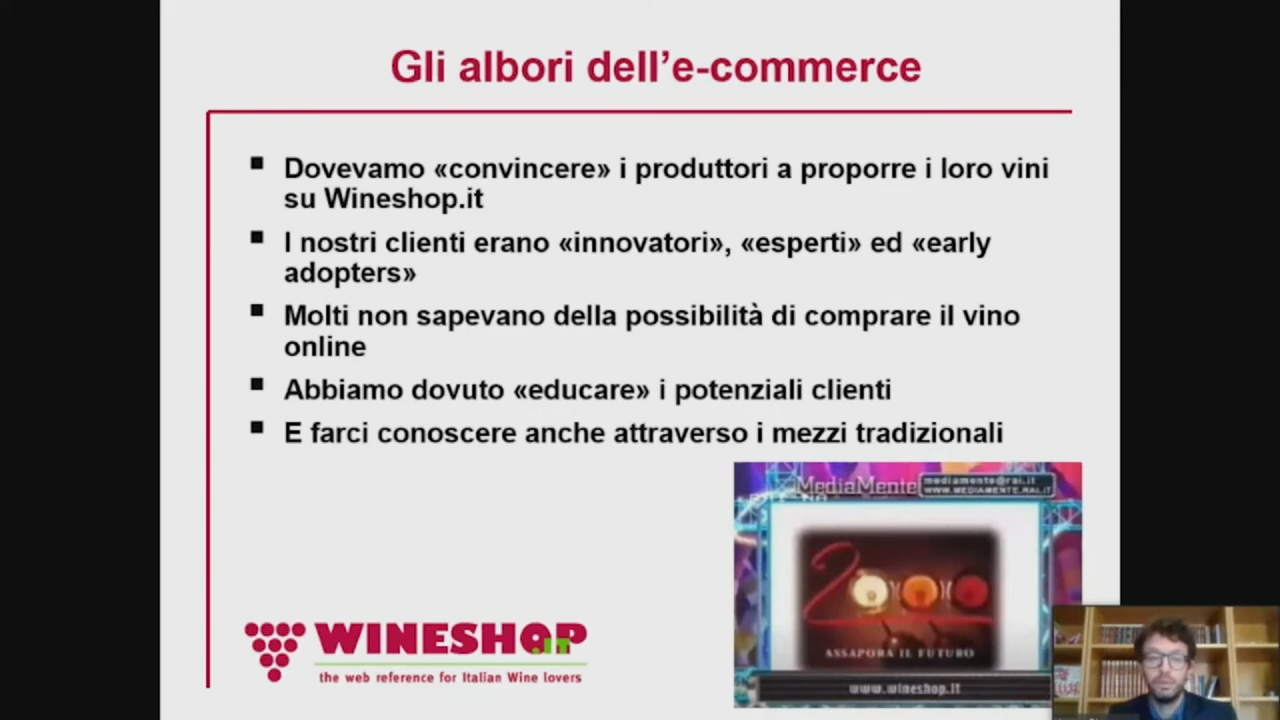 Gli albori dell’e-commerce
Dovevamo «convincere» i produttori a proporre i loro vini
su Wineshop.it
I nostri clienti erano «innovatori», «esperti» ed «early
adopters»
Molti non sapevano della possibilità di comprare il vino
online
Abbiamo dovuto «educare» i potenziali clienti
E farci conoscere anche attraverso i mezzi tradizionali
MediaMente
mediamente@rai.it
WWW.MEDIAMENTE.RAI.IT
2000
ASSAPORA IL FUTURO
www.wineshop.it
WINESHOP
.IT
the web reference for Italian Wine lovers